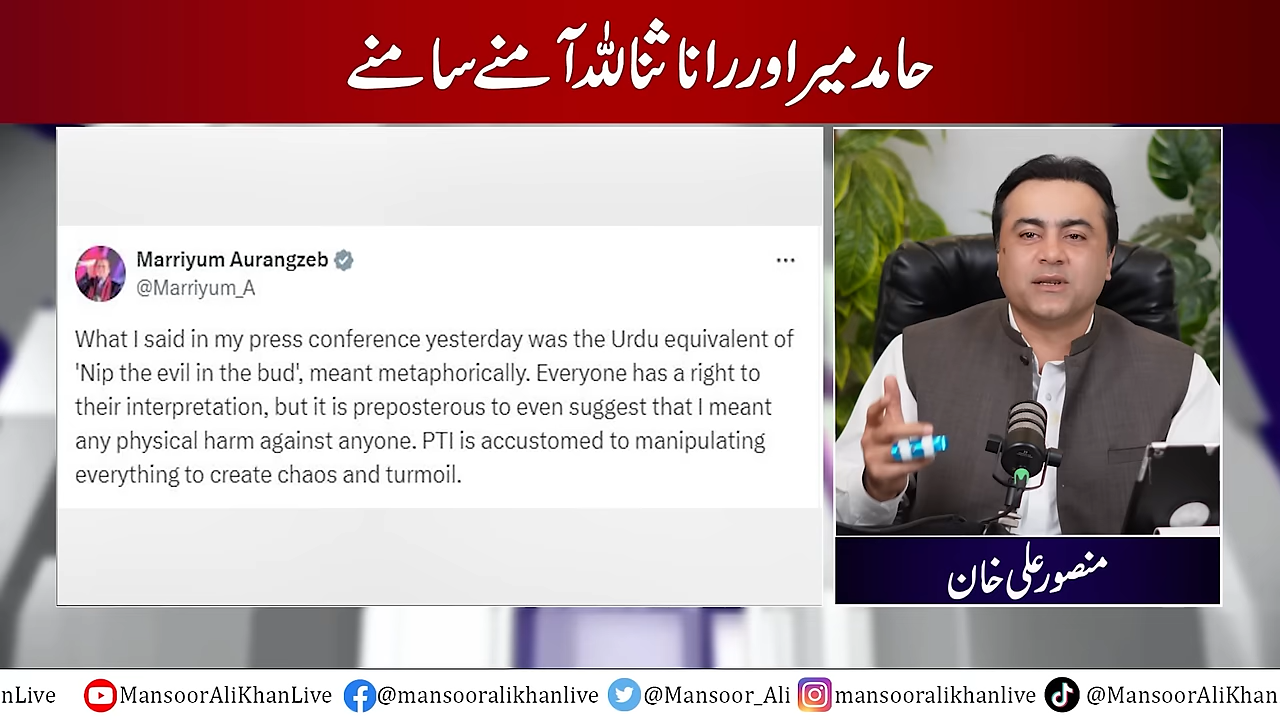 حامد میر اور رانا ثنا اللہ آمنے سامنے
Marriyum Aurangzeb
@Marriyum_A
What I said in my press conference yesterday was the Urdu equivalent of
'Nip the evil in the bud', meant metaphorically. Everyone has a right to
their interpretation, but it is preposterous to even suggest that I meant
any physical harm against anyone. PTI is accustomed to manipulating
everything to create chaos and turmoil.
منصور علی خان
nLive MansoorAliKhanLive @mansooralikhanlive @Mansoor_Ali mansooralikhanlive @MansoorAliKhan